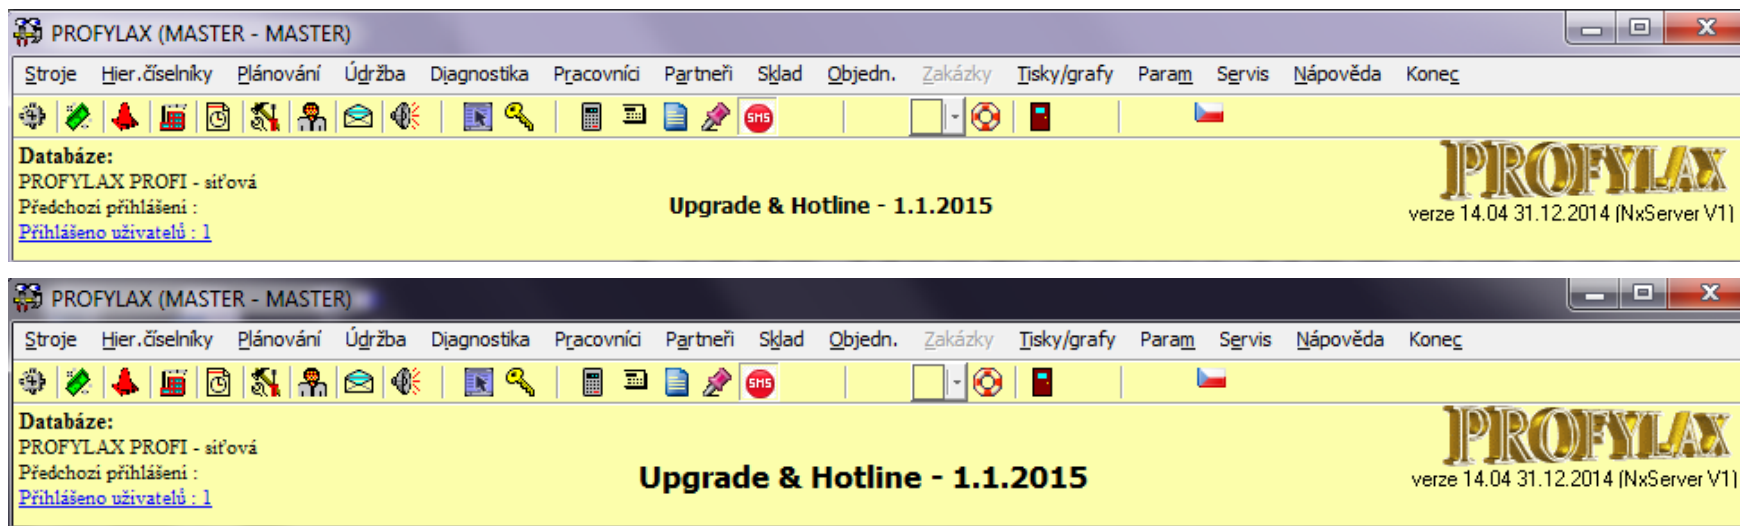 PROFYLAX (MASTER - MASTER)
Stroje Hier.číselníky Plánování Údržba Diagnostika Pracovníci Partneři Sklad Objedn. Zakázky Tisky/grafy Param Servis Nápověda Konec
SMS
Databáze:
PROFYLAX PROFI - síťová
Předchozí přihlášení :
Přihlášeno uživatelů : 1
Upgrade & Hotline - 1.1.2015
PROFYLAX
verze 14.04 31.12.2014 (NxServer V1)
PROFYLAX (MASTER - MASTER)
Stroje Hier.číselníky Plánování Údržba Diagnostika Pracovníci Partneři Sklad Objedn. Zakázky Tisky/grafy Param Servis Nápověda Konec
SMS
Databáze:
PROFYLAX PROFI - síťová
Předchozí přihlášení :
Přihlášeno uživatelů : 1
Upgrade & Hotline - 1.1.2015
PROFYLAX
verze 14.04 31.12.2014 (NxServer V1)